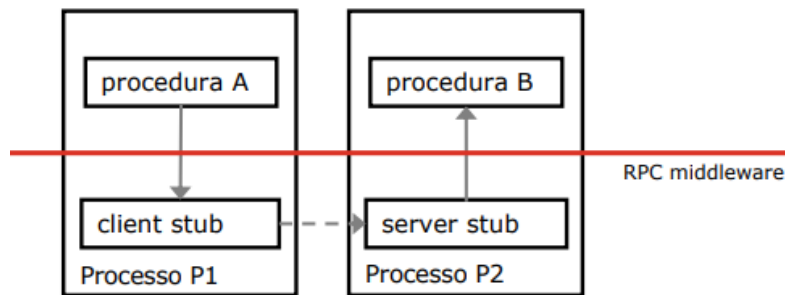 procedura A
procedura B
RPC middleware
client stub
server stub
Processo P1
Processo P2